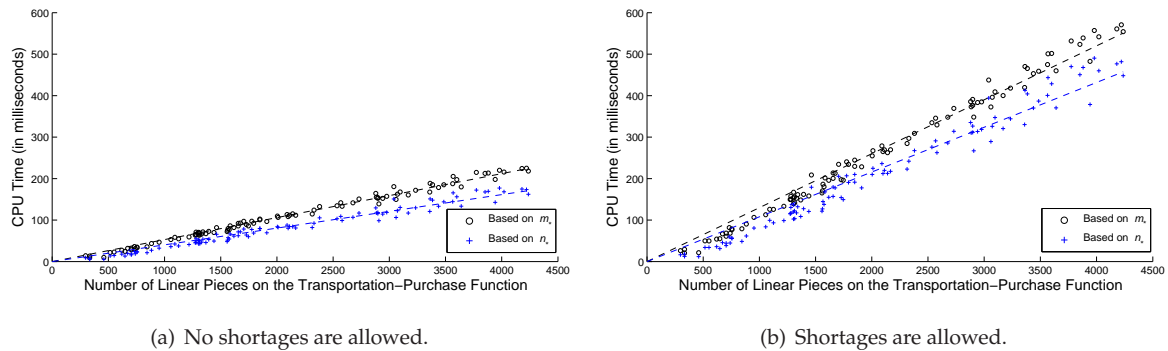 600
500
400
300
200
100
0
CPU Time (in milliseconds)
0 500 1000 1500 2000 2500 3000 3500 4000 4500
Number of Linear Pieces on the Transportation−Purchase Function
Based on m*
Based on n*
(a) No shortages are allowed.
600
500
400
300
200
100
0
CPU Time (in milliseconds)
0 500 1000 1500 2000 2500 3000 3500 4000 4500
Number of Linear Pieces on the Transportation−Purchase Function
Based on m*
Based on n*
(b) Shortages are allowed.